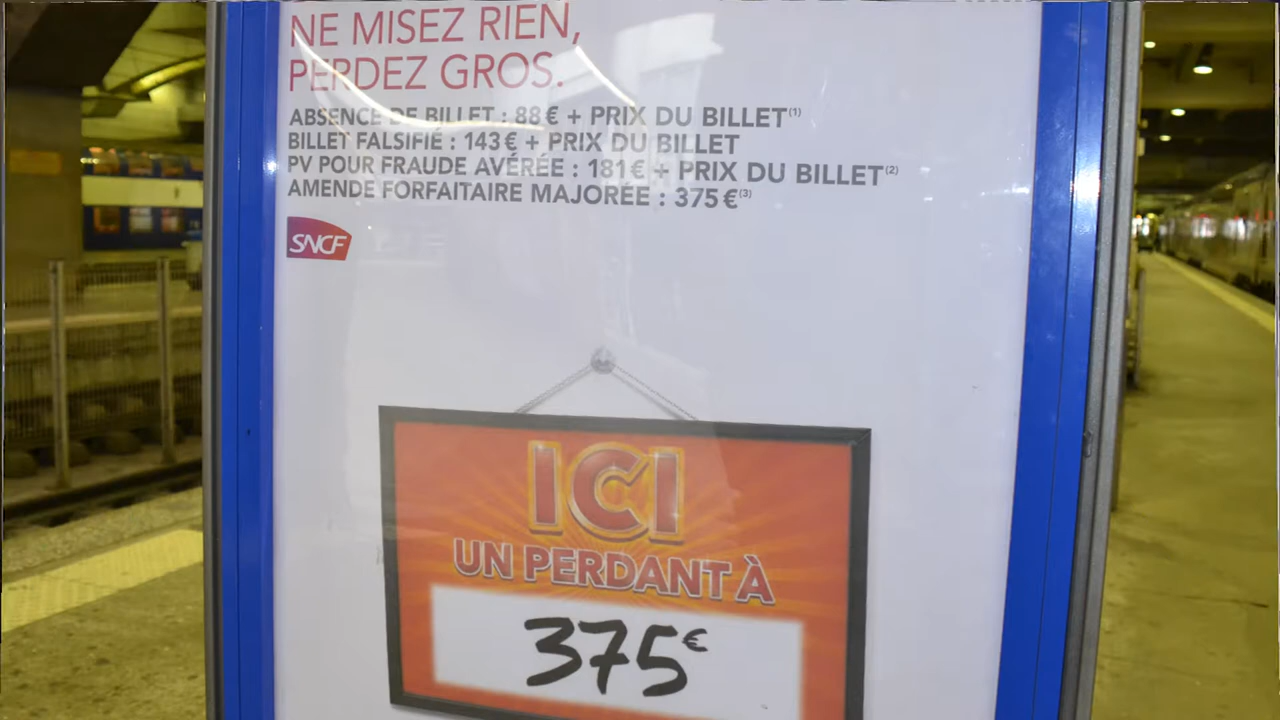 NE MISEZ RIEN,
PERDEZ GROS.
ABSENCE DE BILLET : 88 € + PRIX DU BILLET(1)
BILLET FALSIFIÉ : 143 € + PRIX DU BILLET
PV POUR FRAUDE AVÉRÉE : 181 € + PRIX DU BILLET(2)
AMENDE FORFAITAIRE MAJORÉE : 375 €(3)
SNCF
ICI
UN PERDANT À
375€